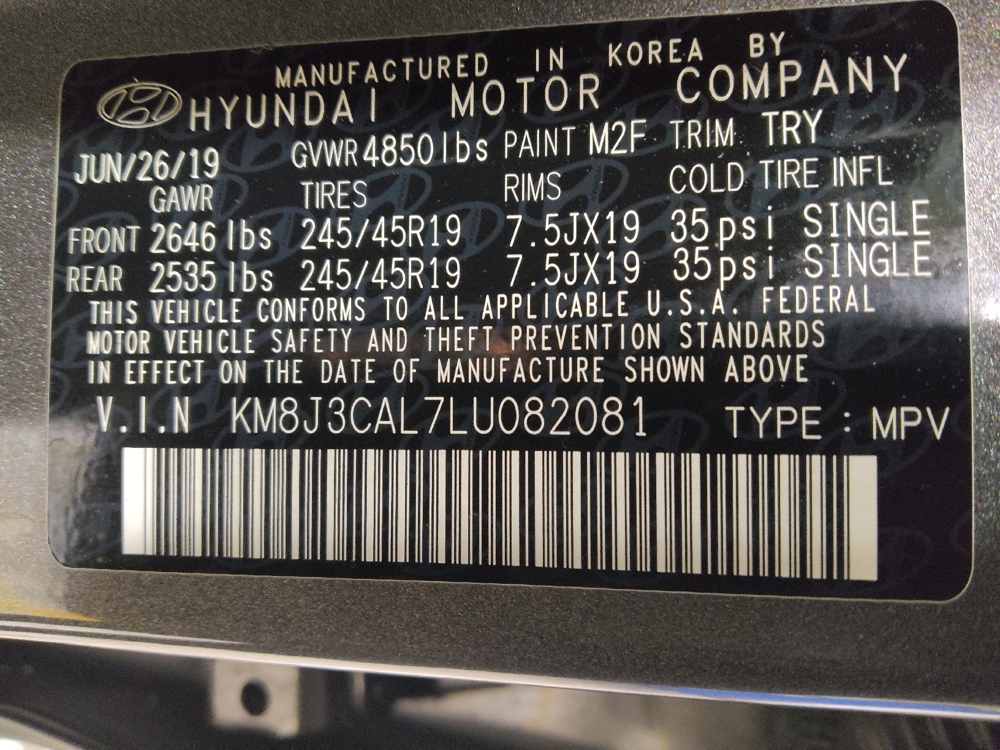 MANUFACTURED IN KOREA BY
HYUNDAI MOTOR COMPANY
JUN/26/19 GVWR 4850 lbs PAINT M2F TRIM TRY
GAWR TIRES RIMS COLD TIRE INFL
FRONT 2646 lbs 245/45R19 7.5JX19 35psi SINGLE
REAR 2535 lbs 245/45R19 7.5JX19 35psi SINGLE
THIS VEHICLE CONFORMS TO ALL APPLICABLE U.S.A. FEDERAL
MOTOR VEHICLE SAFETY AND THEFT PREVENTION STANDARDS
IN EFFECT ON THE DATE OF MANUFACTURE SHOWN ABOVE
V.I.N KM8J3CAL7LU082081 TYPE : MPV